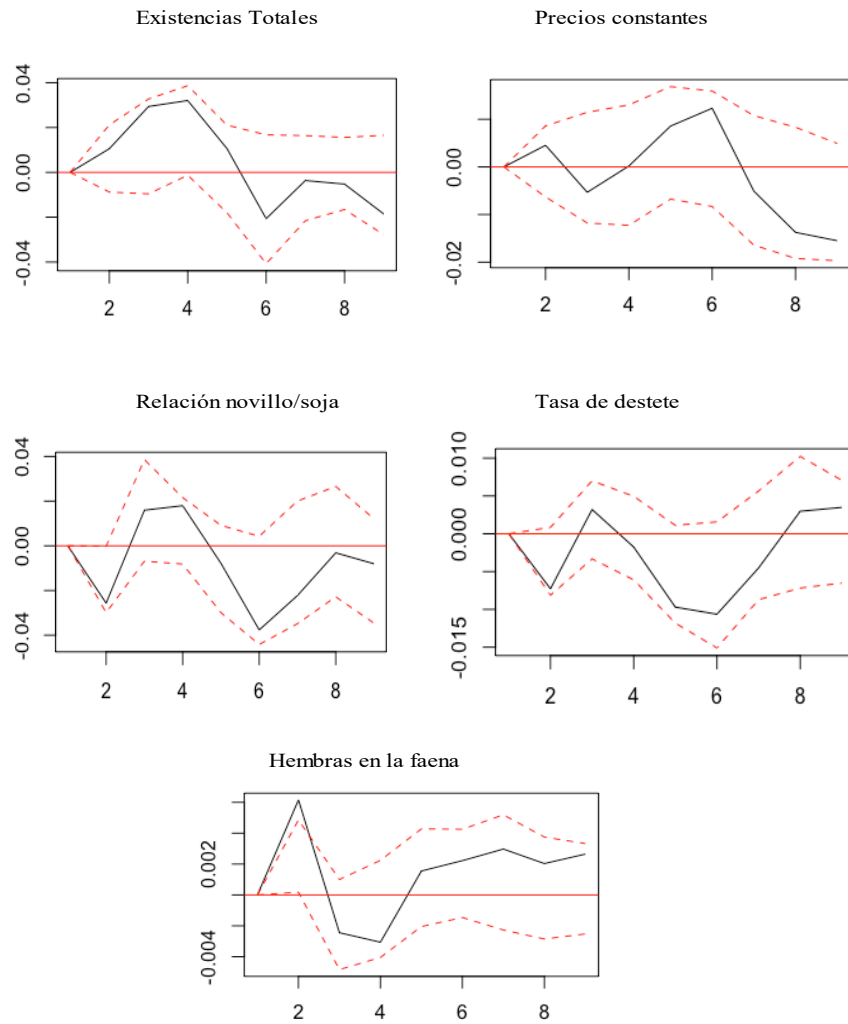 Existencias Totales
0.04
0.00
-0.04
2 4 6 8
Precios constantes
0.00
-0.02
2 4 6 8
Relación novillo/soja
0.04
0.00
-0.04
2 4 6 8
Tasa de destete
0.010
0.000
-0.015
2 4 6 8
Hembras en la faena
0.002
-0.004
2 4 6 8